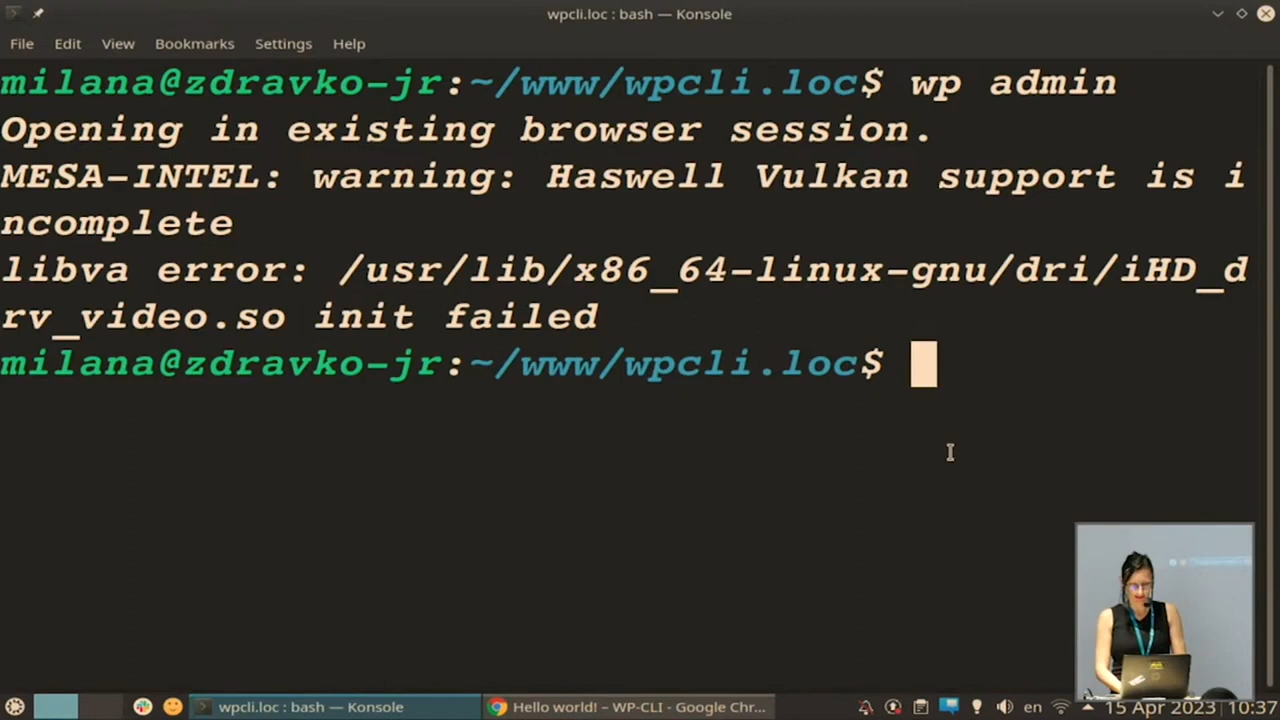 wpcli.loc : bash — Konsole
File Edit View Bookmarks Settings Help
milana@zdravko-jr:~/www/wpcli.loc$ wp admin
Opening in existing browser session.
MESA-INTEL: warning: Haswell Vulkan support is i
ncomplete
libva error: /usr/lib/x86_64-linux-gnu/dri/iHD_d
rv_video.so init failed
milana@zdravko-jr:~/www/wpcli.loc$
wpcli.loc : bash — Konsole
Hello world! – WP-CLI - Google Chr...
en
15 Apr 2023
10:37